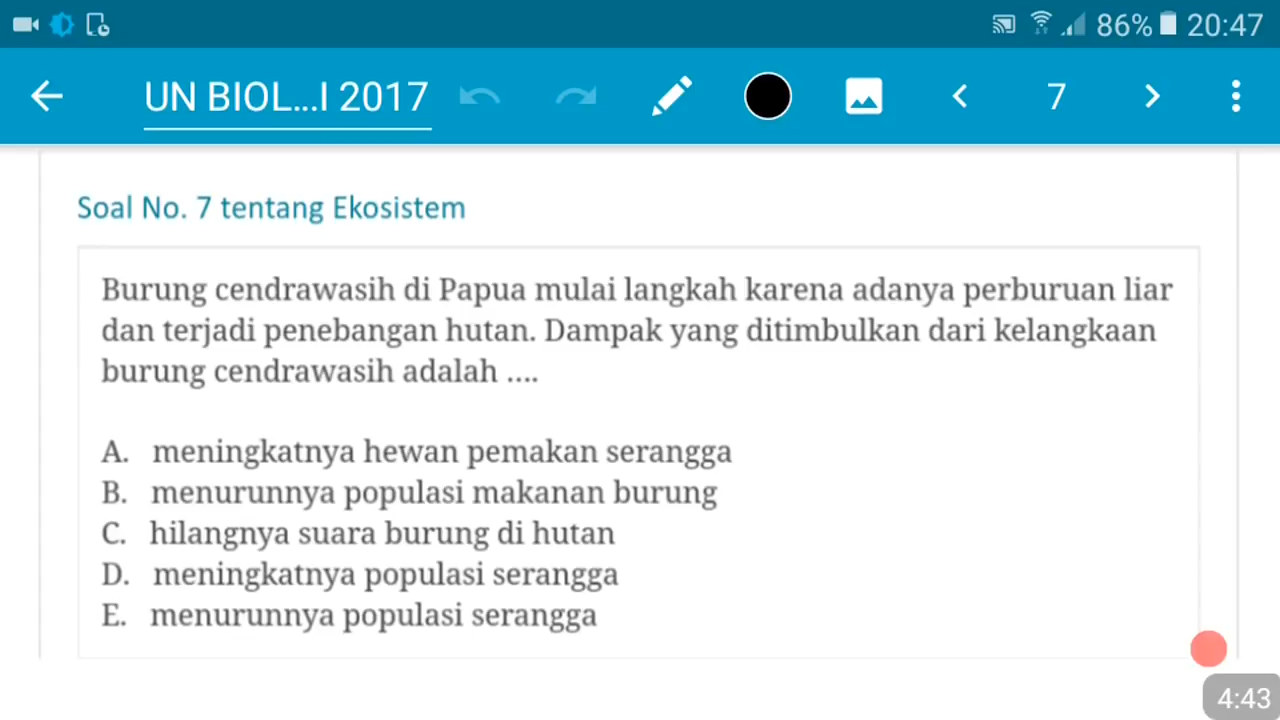 86% 20:47
UN BIOL...I 2017 7
Soal No. 7 tentang Ekosistem
Burung cendrawasih di Papua mulai langkah karena adanya perburuan liar
dan terjadi penebangan hutan. Dampak yang ditimbulkan dari kelangkaan
burung cendrawasih adalah ....
A. meningkatnya hewan pemakan serangga
B. menurunnya populasi makanan burung
C. hilangnya suara burung di hutan
D. meningkatnya populasi serangga
E. menurunnya populasi serangga
4:43